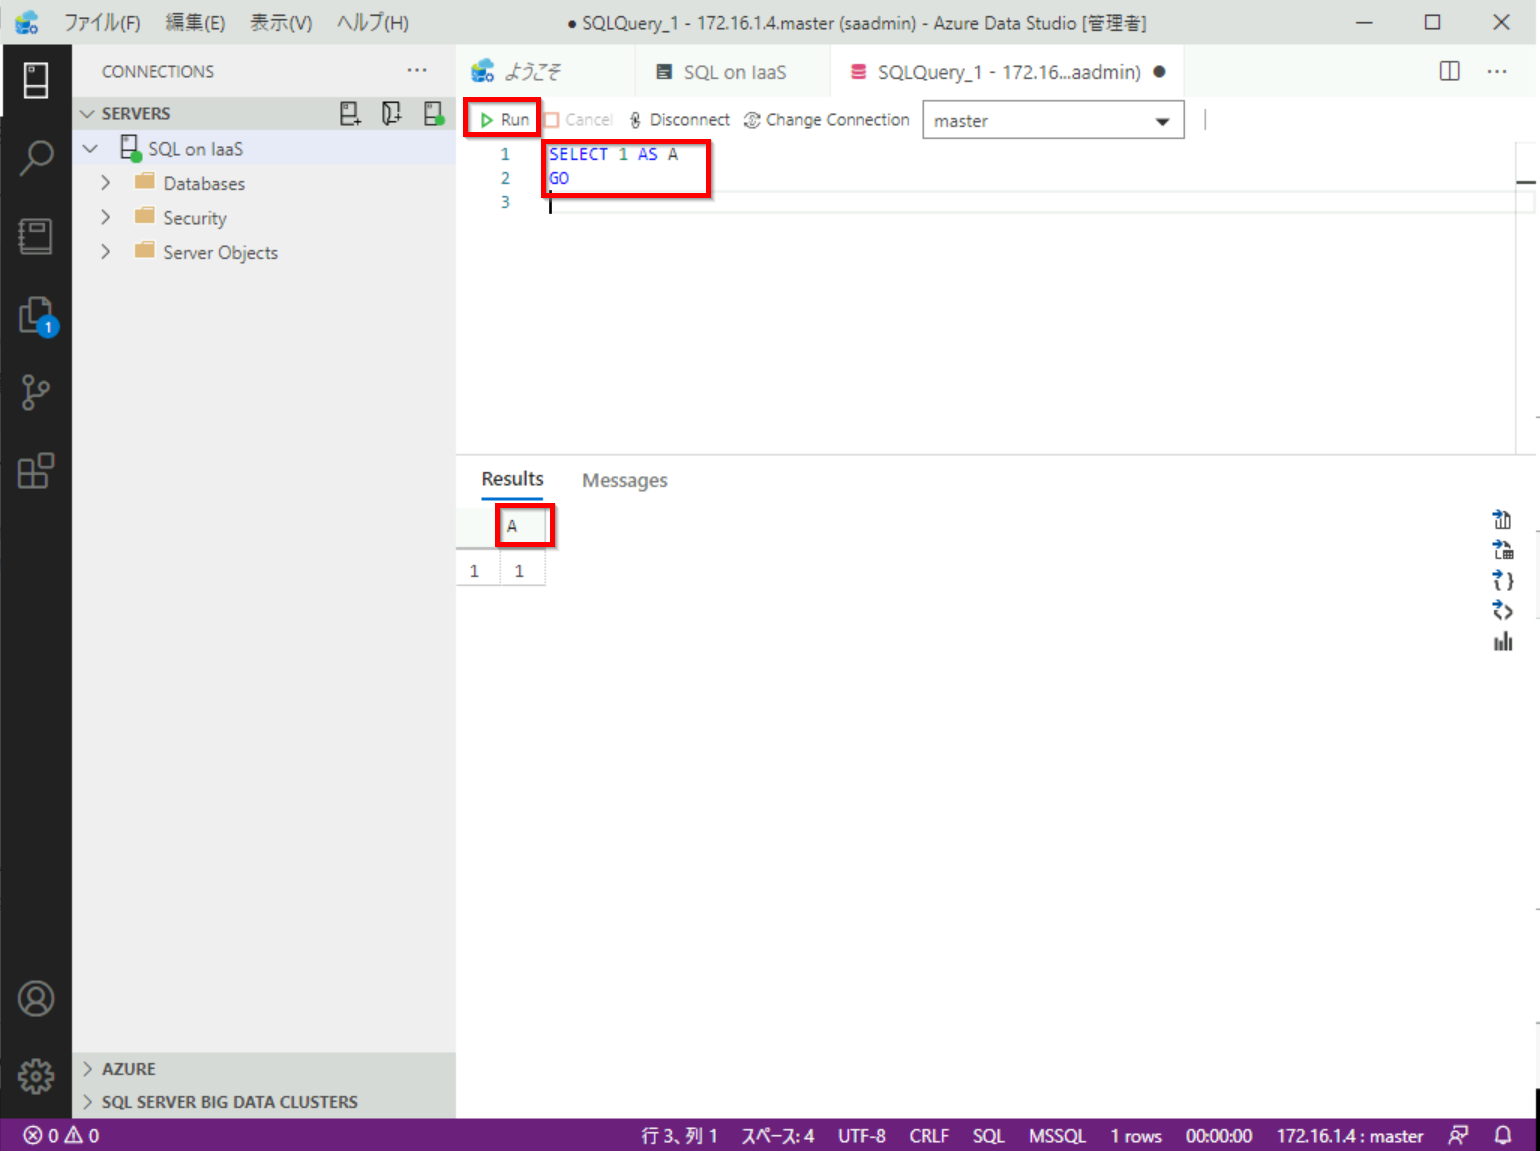 ファイル(F) 編集(E) 表示(V) ヘルプ(H) ● SQLQuery_1 - 172.16.1.4.master (saadmin) - Azure Data Studio [管理者]
CONNECTIONS
ようこそ SQL on IaaS SQLQuery_1 - 172.16...aadmin) ●
SERVERS
Run Cancel Disconnect Change Connection master
SQL on IaaS
Databases
Security
Server Objects
1 SELECT 1 AS A
2 GO
3
1
Results Messages
A
1 1
AZURE
SQL SERVER BIG DATA CLUSTERS
0 0 行 3、列 1 スペース: 4 UTF-8 CRLF SQL MSSQL 1 rows 00:00:00 172.16.1.4 : master